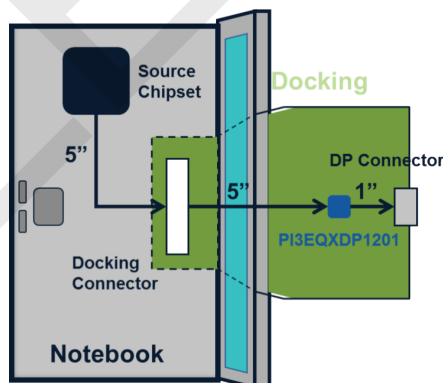 Source
Chipset
Docking
5”
DP Connector
5”
1”
PI3EQXDP1201
Docking
Connector
Notebook